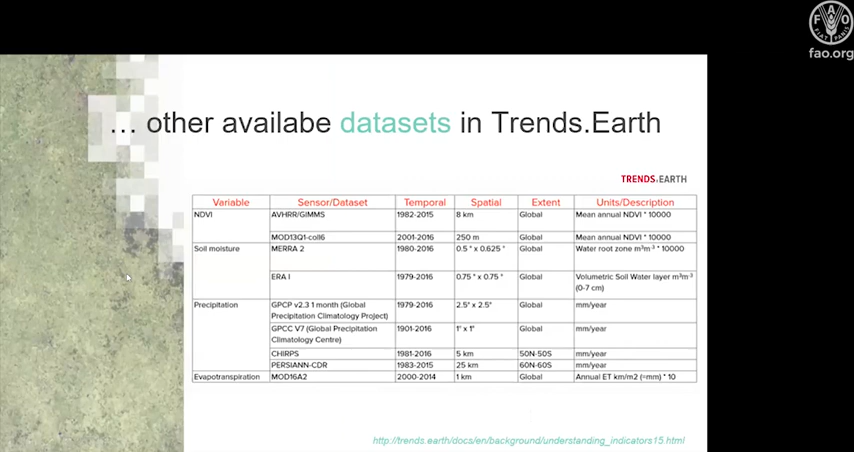 FAO
FIAT PANIS
fao.org
… other availabe datasets in Trends.Earth
TRENDS.EARTH
Variable Sensor/Dataset Temporal Spatial Extent Units/Description
NDVI AVHRR/GIMMS 1982-2015 8 km Global Mean annual NDVI * 10000
MOD13Q1-coll6 2001-2016 250 m Global Mean annual NDVI * 10000
Soil moisture MERRA 2 1980-2016 0.5 ° x 0.625 ° Global Water root zone m³m⁻³ * 10000
ERA I 1979-2016 0.75 ° x 0.75 ° Global Volumetric Soil Water layer m³m⁻³
(0-7 cm)
Precipitation GPCP v2.3 1 month (Global 1979-2016 2.5° x 2.5° Global mm/year
Precipitation Climatology Project)
GPCC V7 (Global Precipitation 1901-2016 1° x 1° Global mm/year
Climatology Centre)
CHIRPS 1981-2016 5 km 50N-50S mm/year
PERSIANN-CDR 1983-2015 25 km 60N-60S mm/year
Evapotranspiration MOD16A2 2000-2014 1 km Global Annual ET km/m2 (=mm) * 10
http://trends.earth/docs/en/background/understanding_indicators15.html